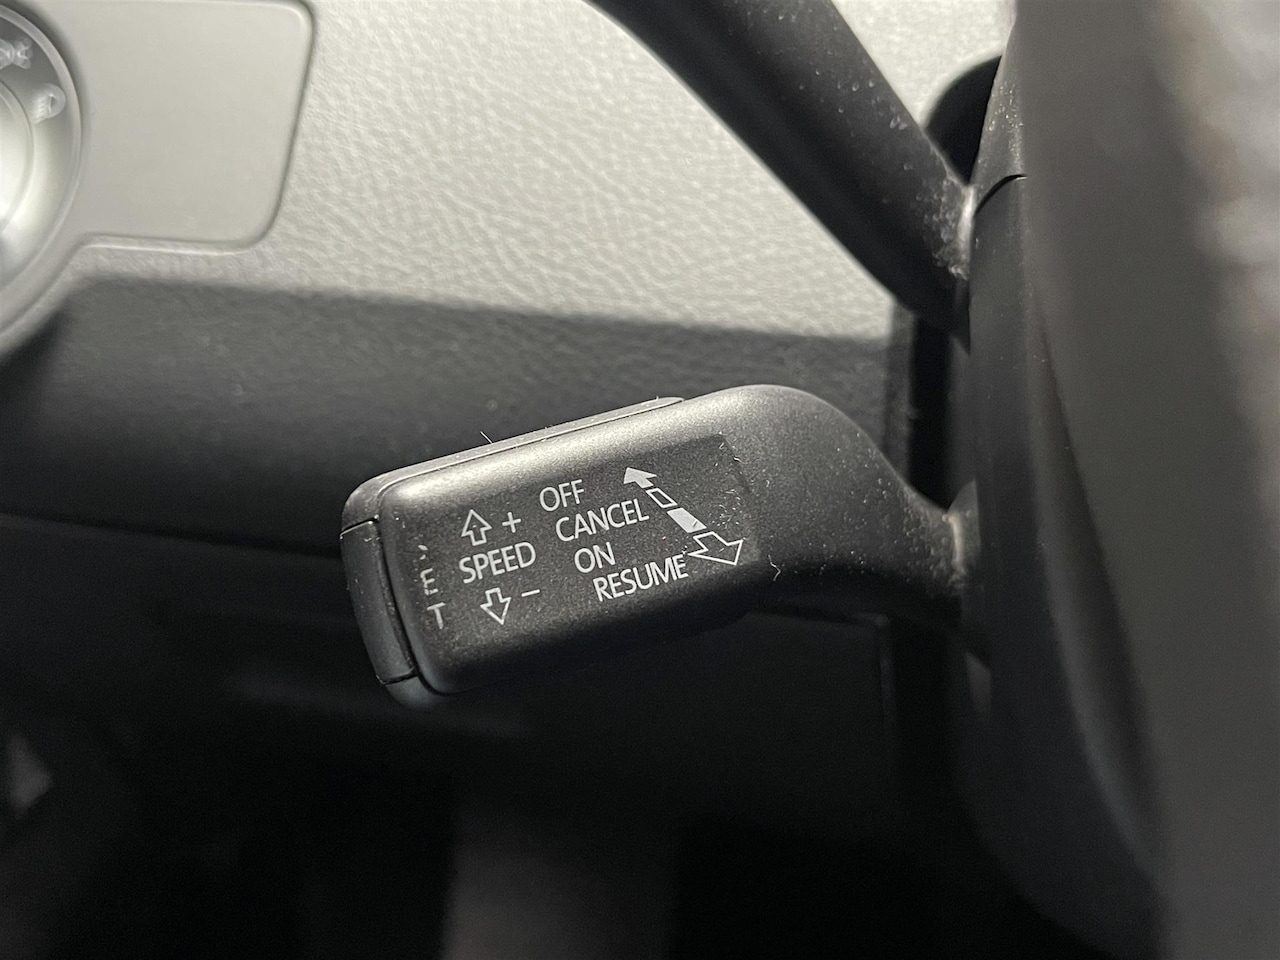 OFF
+ CANCEL
SPEED ON
- RESUME